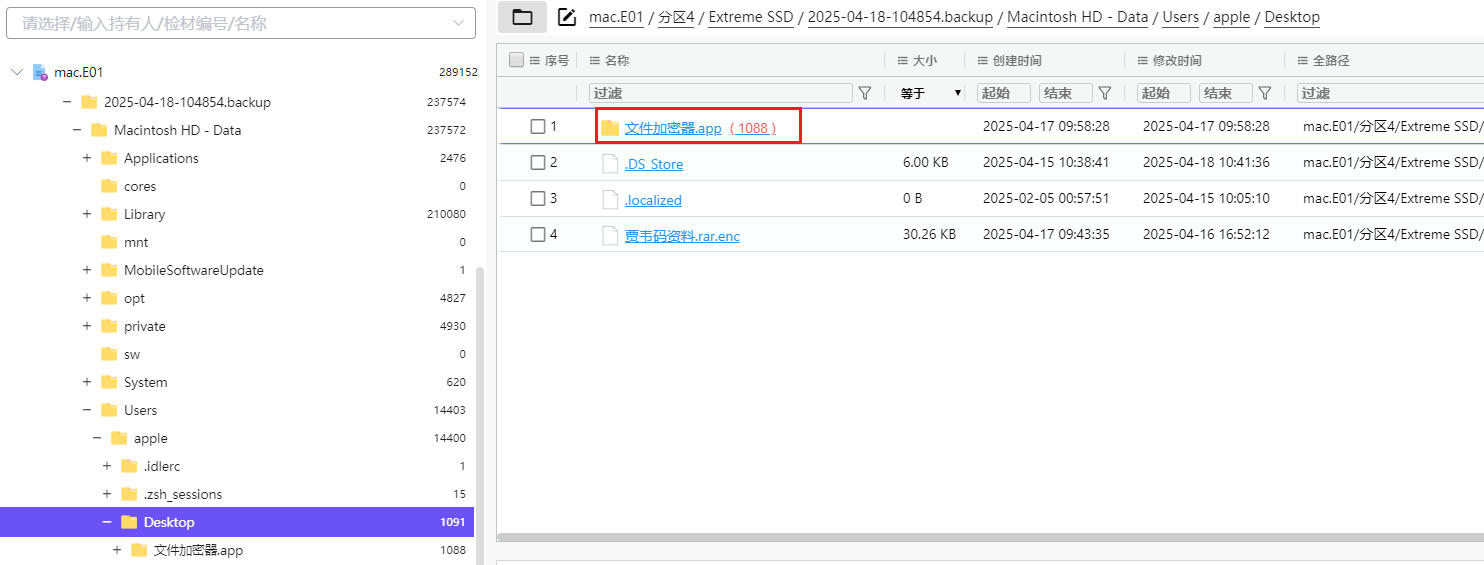 请选择/输入持有人/检材编号/名称
mac.E01 289152
2025-04-18-104854.backup 237574
Macintosh HD - Data 237572
Applications 2476
cores 0
Library 210080
mnt 0
MobileSoftwareUpdate 1
opt 4827
private 4930
sw 0
System 620
Users 14403
apple 14400
.idlerc 1
.zsh_sessions 15
Desktop 1091
文件加密器.app 1088
mac.E01 / 分区4 / Extreme SSD / 2025-04-18-104854.backup / Macintosh HD - Data / Users / apple / Desktop
序号 名称 大小 创建时间 修改时间 全路径
过滤 等于 起始 结束 起始 结束 过滤
1 文件加密器.app ( 1088 ) 2025-04-17 09:58:28 2025-04-17 09:58:28 mac.E01/分区4/Extreme SSD/
2 .DS_Store 6.00 KB 2025-04-15 10:38:41 2025-04-18 10:41:36 mac.E01/分区4/Extreme SSD/
3 .localized 0 B 2025-02-05 00:57:51 2025-04-15 10:05:10 mac.E01/分区4/Extreme SSD/
4 贾韦码资料.rar.enc 30.26 KB 2025-04-17 09:43:35 2025-04-16 16:52:12 mac.E01/分区4/Extreme SSD/